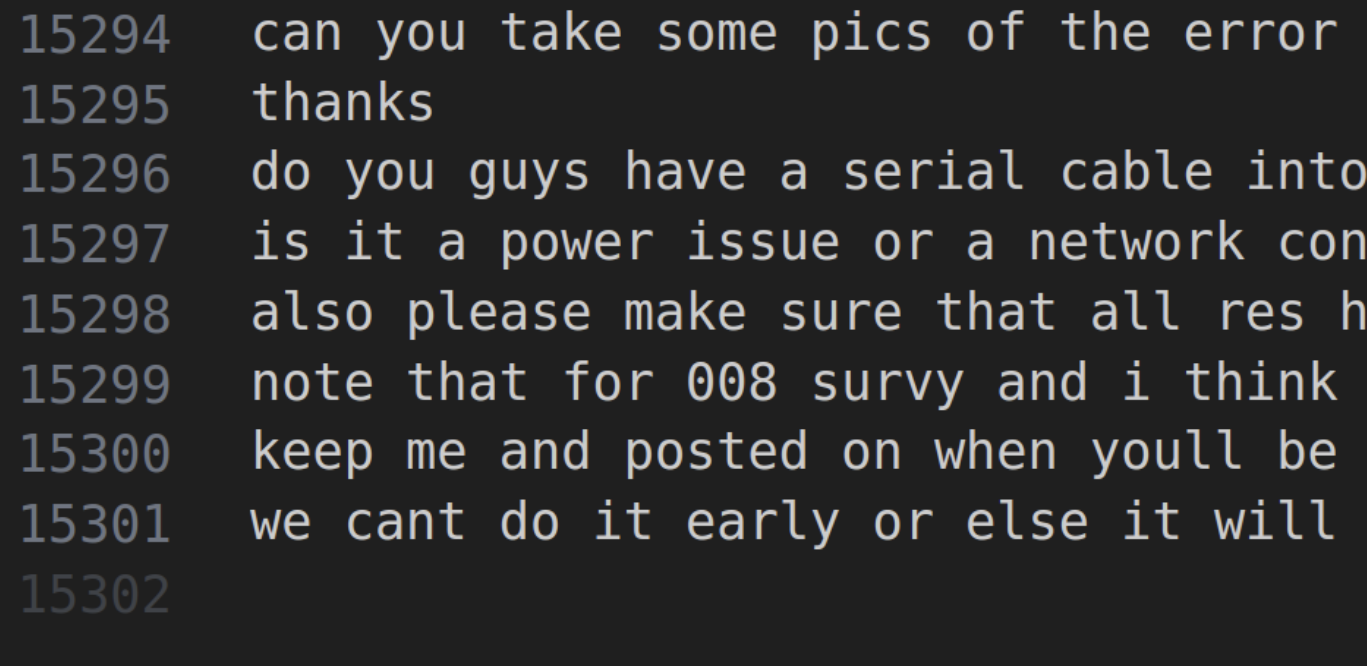 15294 can you take some pics of the error
15295 thanks
15296 do you guys have a serial cable into
15297 is it a power issue or a network con
15298 also please make sure that all res h
15299 note that for 008 survy and i think
15300 keep me and posted on when youll be
15301 we cant do it early or else it will
15302